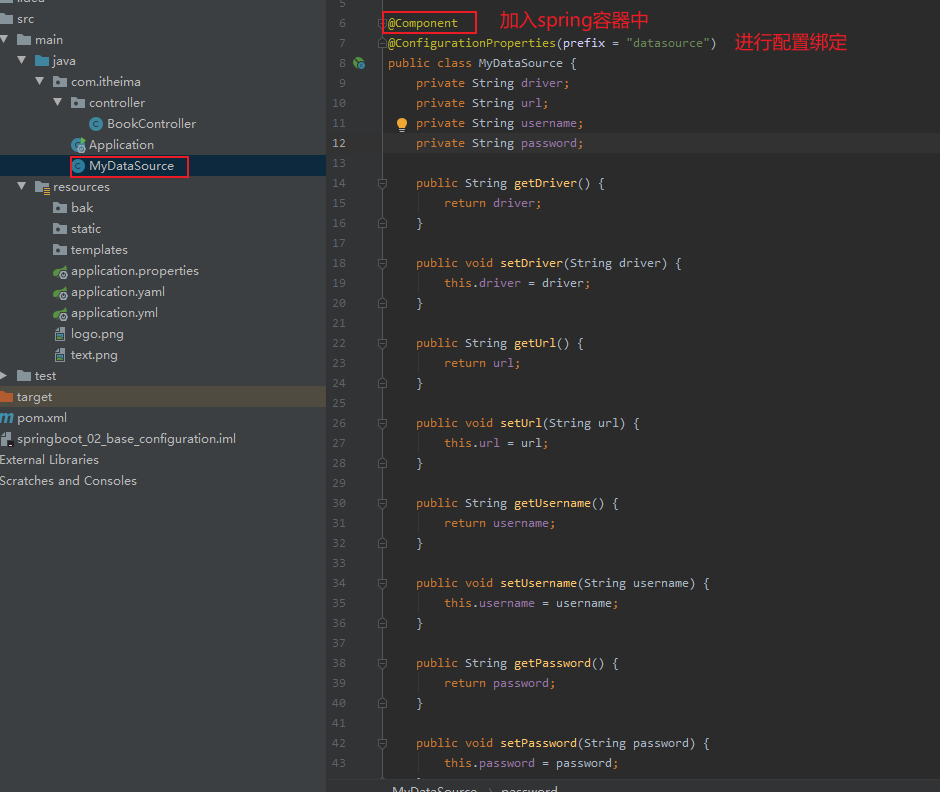 src
main
java
com.itheima
controller
BookController
Application
MyDataSource
resources
bak
static
templates
application.properties
application.yaml
application.yml
logo.png
text.png
test
target
pom.xml
springboot_02_base_configuration.iml
External Libraries
Scratches and Consoles
5
6 @Component 加入spring容器中
7 @ConfigurationProperties(prefix = "datasource") 进行配置绑定
8 public class MyDataSource {
9 private String driver;
10 private String url;
11 private String username;
12 private String password;
13
14 public String getDriver() {
15 return driver;
16 }
17
18 public void setDriver(String driver) {
19 this.driver = driver;
20 }
21
22 public String getUrl() {
23 return url;
24 }
25
26 public void setUrl(String url) {
27 this.url = url;
28 }
29
30 public String getUsername() {
31 return username;
32 }
33
34 public void setUsername(String username) {
35 this.username = username;
36 }
37
38 public String getPassword() {
39 return password;
40 }
41
42 public void setPassword(String password) {
43 this.password = password;
MyDataSource > password